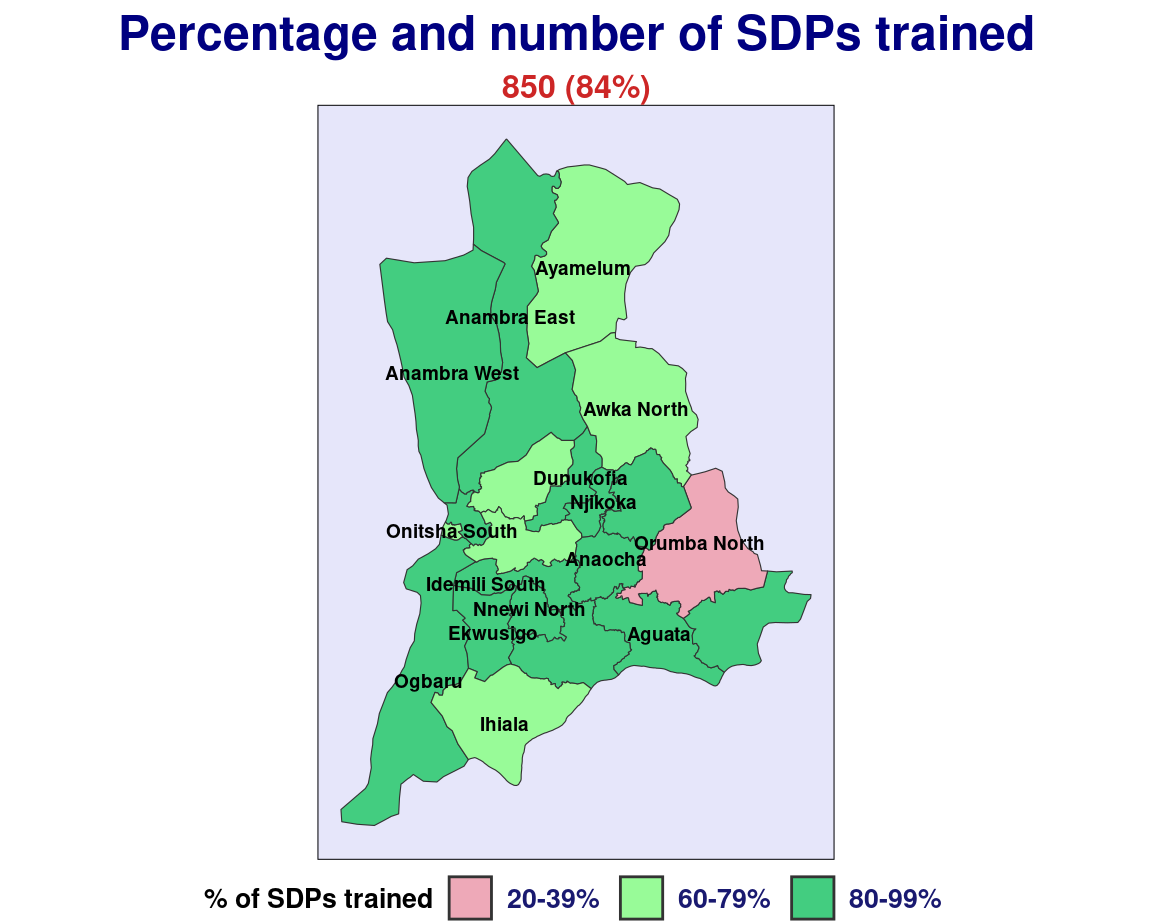 Percentage and number of SDPs trained
850 (84%)
Ayamelum
Anambra East
Anambra West
Awka North
Dunukofia
Njikoka
Onitsha South
Orumba North
Anaocha
Idemili South
Nnewi North
Ekwusigo
Aguata
Ogbaru
Ihiala
% of SDPs trained 20-39% 60-79% 80-99%